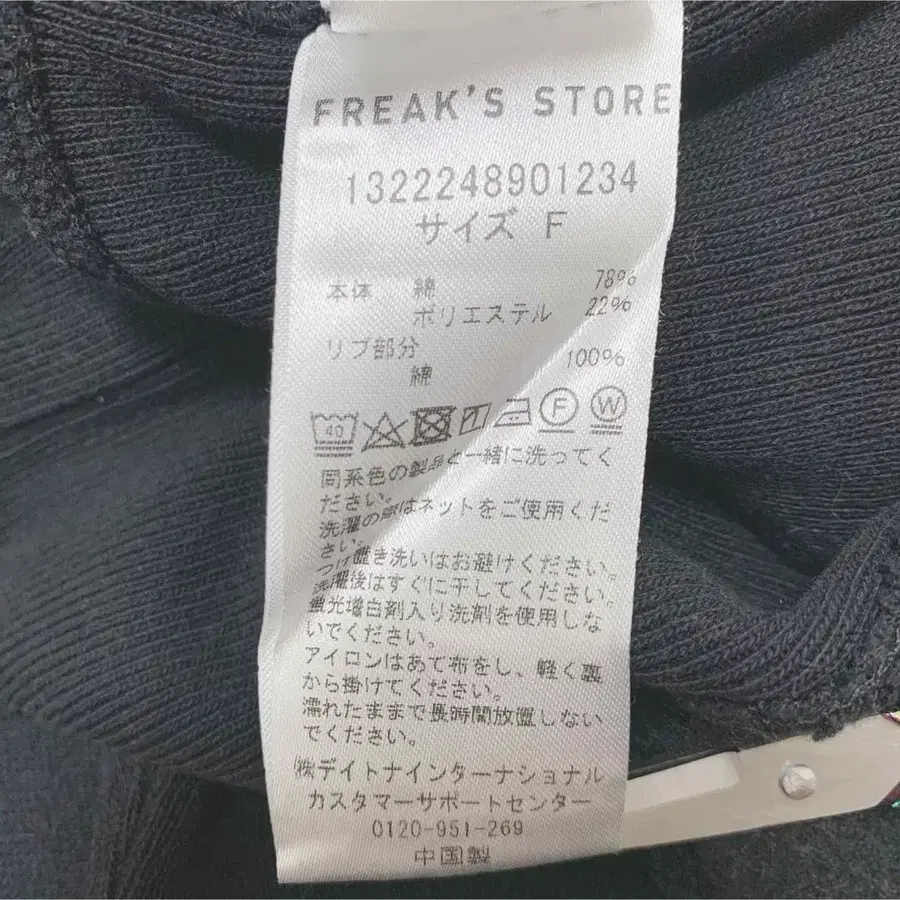 FREAK'S STORE
1322248901234
サイズ F
本体 綿 78%
ポリエステル 22%
リブ部分
綿 100%
40 F W
同系色の製品と一緒に洗ってく
ださい。
洗濯の際はネットをご使用くだ
さい。
つけ置き洗いはお避けください。
洗濯後はすぐに干してください。
蛍光増白剤入り洗剤を使用しな
いでください。
アイロンはあて布をし、軽く裏
から掛けてください。
濡れたままで長時間放置しない
でください。
㈱デイトナインターナショナル
カスタマーサポートセンター
0120-951-269
中国製